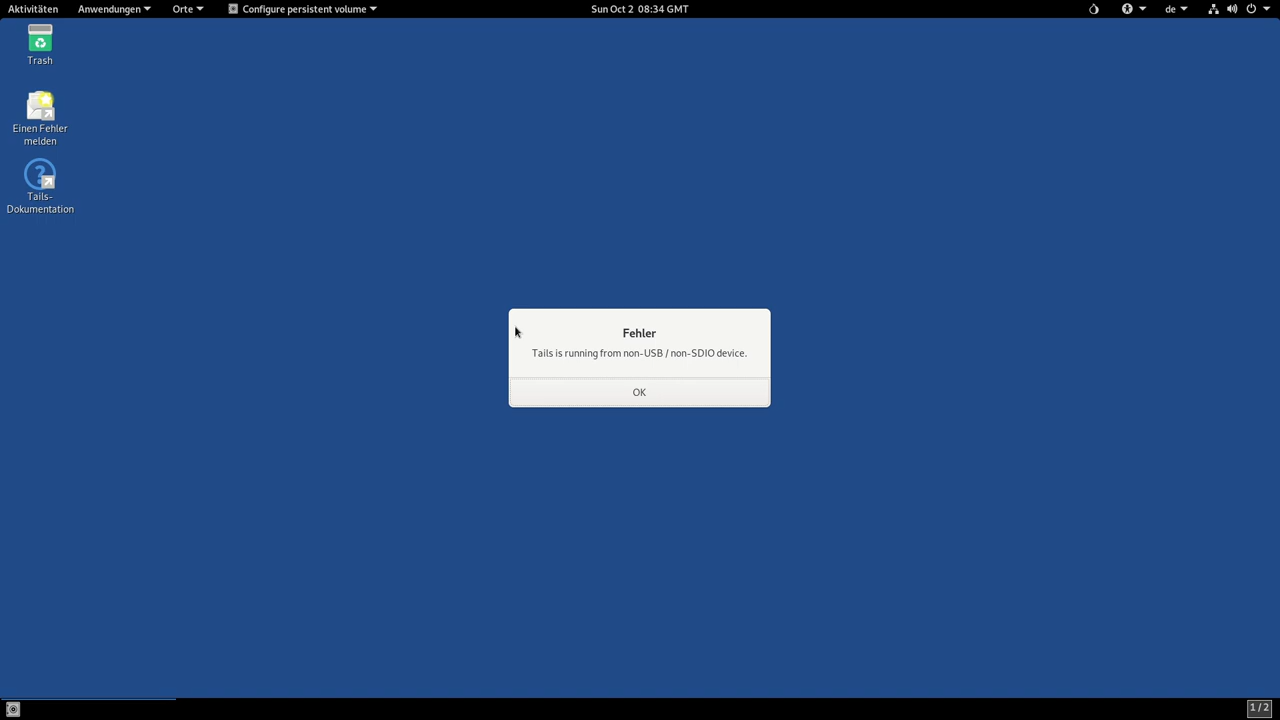 Aktivitäten Anwendungen Orte Configure persistent volume Sun Oct 2 08:34 GMT de
Trash
Einen Fehler
melden
Tails-
Dokumentation
Fehler
Tails is running from non-USB / non-SDIO device.
OK
1 / 2